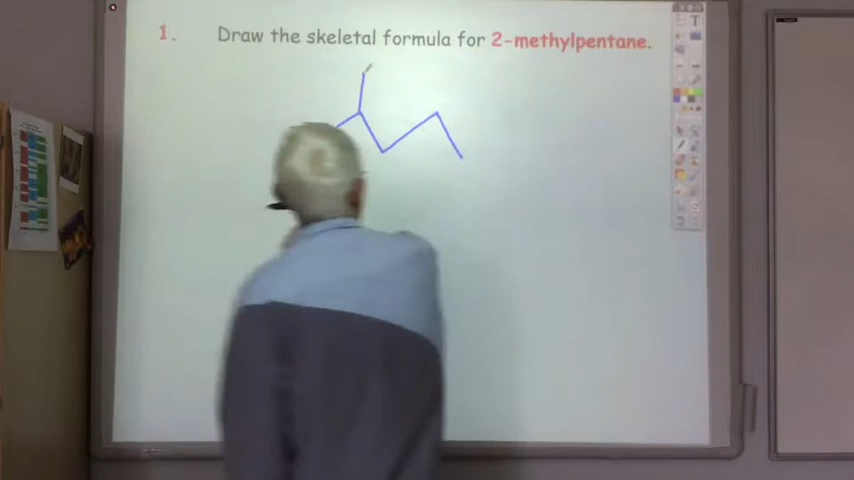 1. Draw the skeletal formula for 2-methylpentane.
T